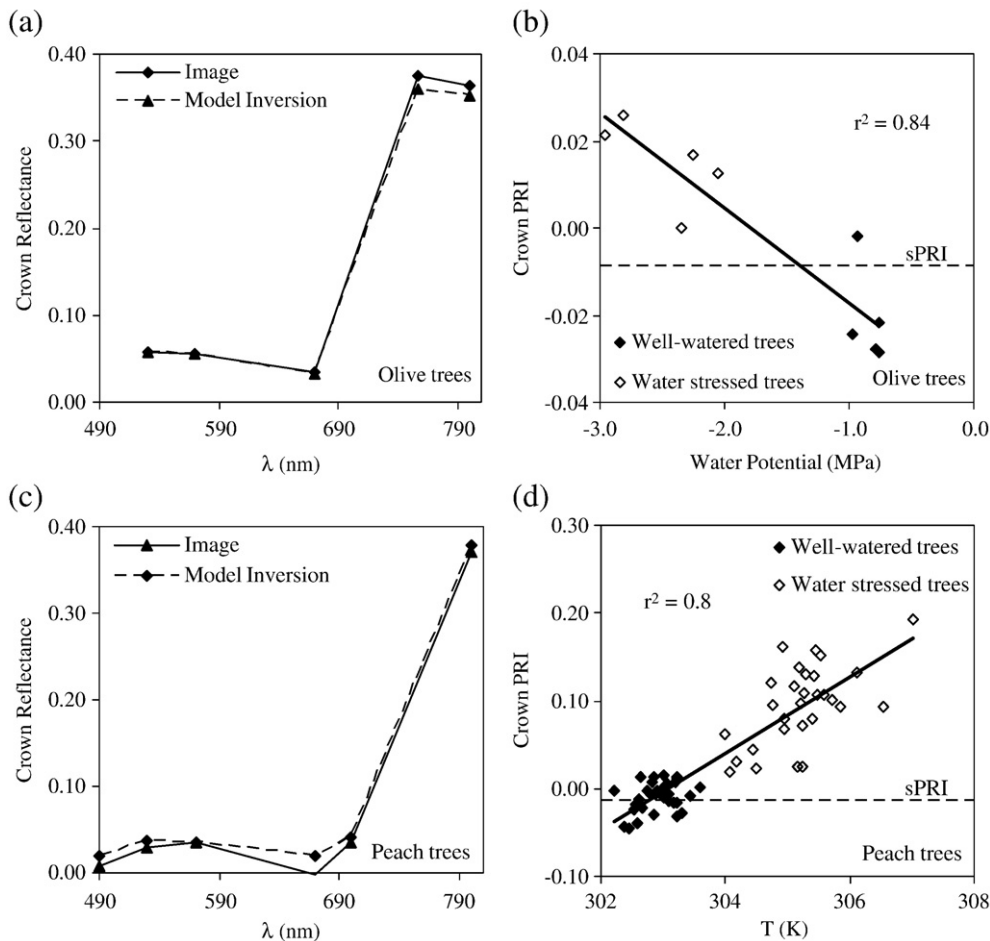 (a)
0.40
0.30
0.20
0.10
0.00
Crown Reflectance
Image
Model Inversion
Olive trees
490
590
690
790
λ (nm)
(b)
0.04
0.02
0.00
-0.02
-0.04
Crown PRI
r² = 0.84
sPRI
Well-watered trees
Water stressed trees
Olive trees
-3.0
-2.0
-1.0
0.0
Water Potential (MPa)
(c)
0.40
0.30
0.20
0.10
0.00
Crown Reflectance
Image
Model Inversion
Peach trees
490
590
690
790
λ (nm)
(d)
0.30
0.20
0.10
0.00
-0.10
Crown PRI
Well-watered trees
Water stressed trees
r² = 0.8
sPRI
Peach trees
302
304
306
308
T (K)